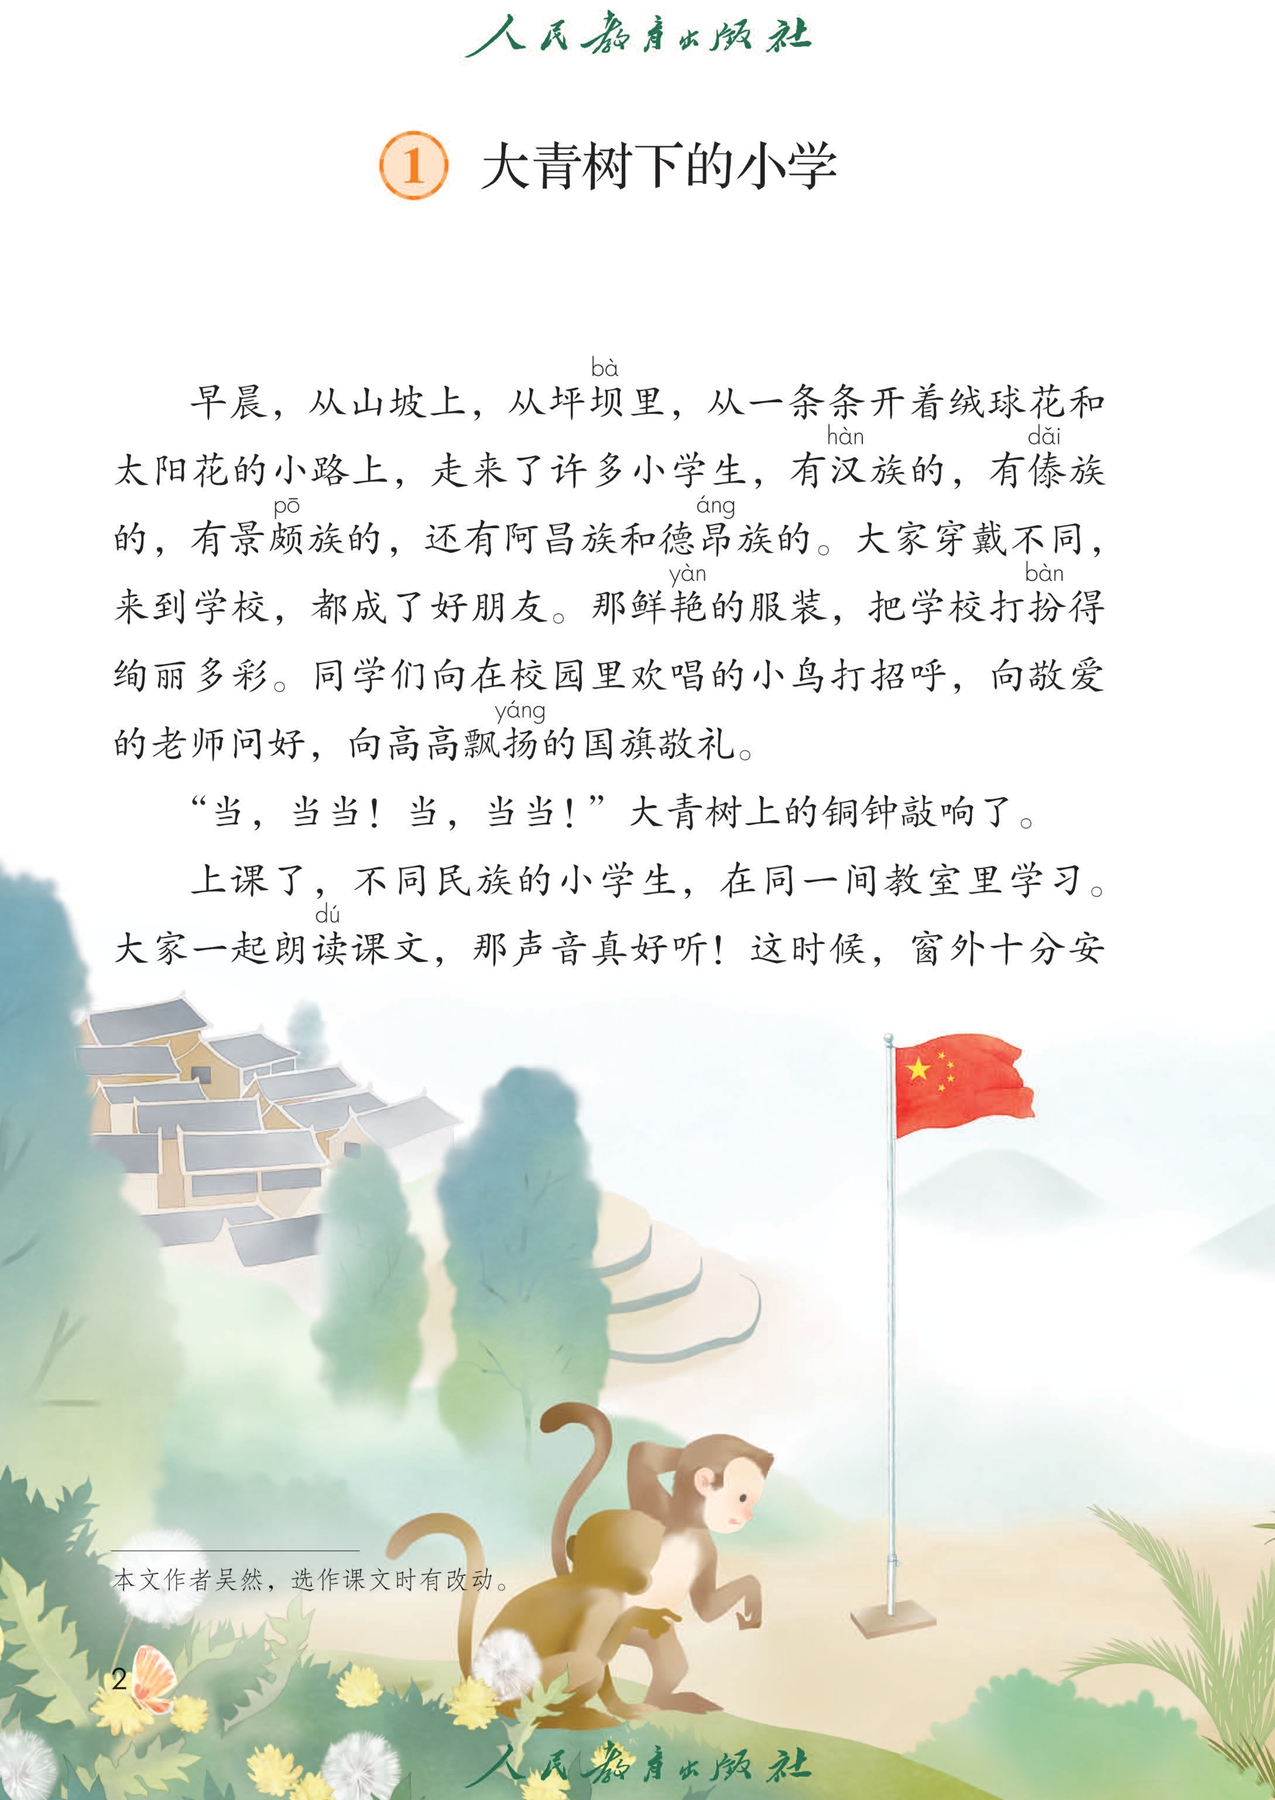 人民教育出版社
1 大青树下的小学
bà
早晨，从山坡上，从坪坝里，从一条条开着绒球花和
hàn dǎi
太阳花的小路上，走来了许多小学生，有汉族的，有傣族
pō áng
的，有景颇族的，还有阿昌族和德昂族的。大家穿戴不同，
yàn bàn
来到学校，都成了好朋友。那鲜艳的服装，把学校打扮得
绚丽多彩。同学们向在校园里欢唱的小鸟打招呼，向敬爱
yáng
的老师问好，向高高飘扬的国旗敬礼。
“当，当当！当，当当！”大青树上的铜钟敲响了。
上课了，不同民族的小学生，在同一间教室里学习。
dú
大家一起朗读课文，那声音真好听！这时候，窗外十分安
本文作者吴然，选作课文时有改动。
2
人民教育出版社